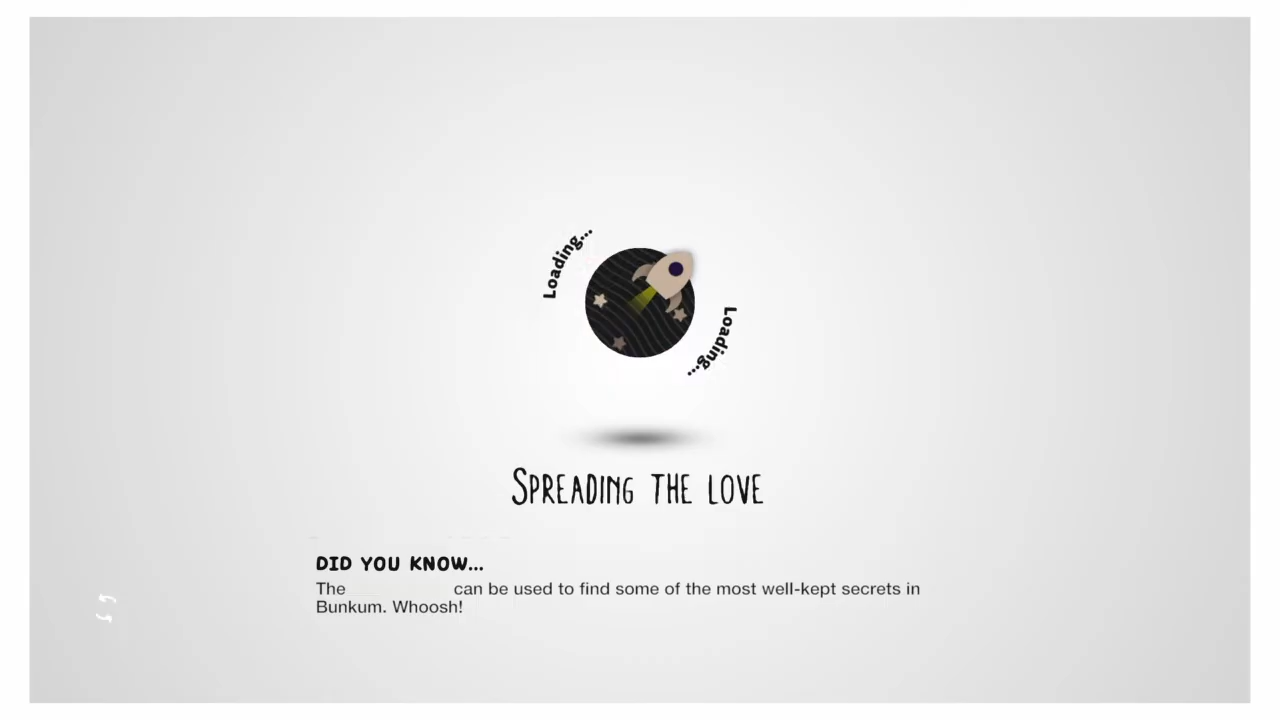 Loading...
Loading...
SPREADING THE LOVE
DID YOU KNOW...
The can be used to find some of the most well-kept secrets in
Bunkum. Whoosh!